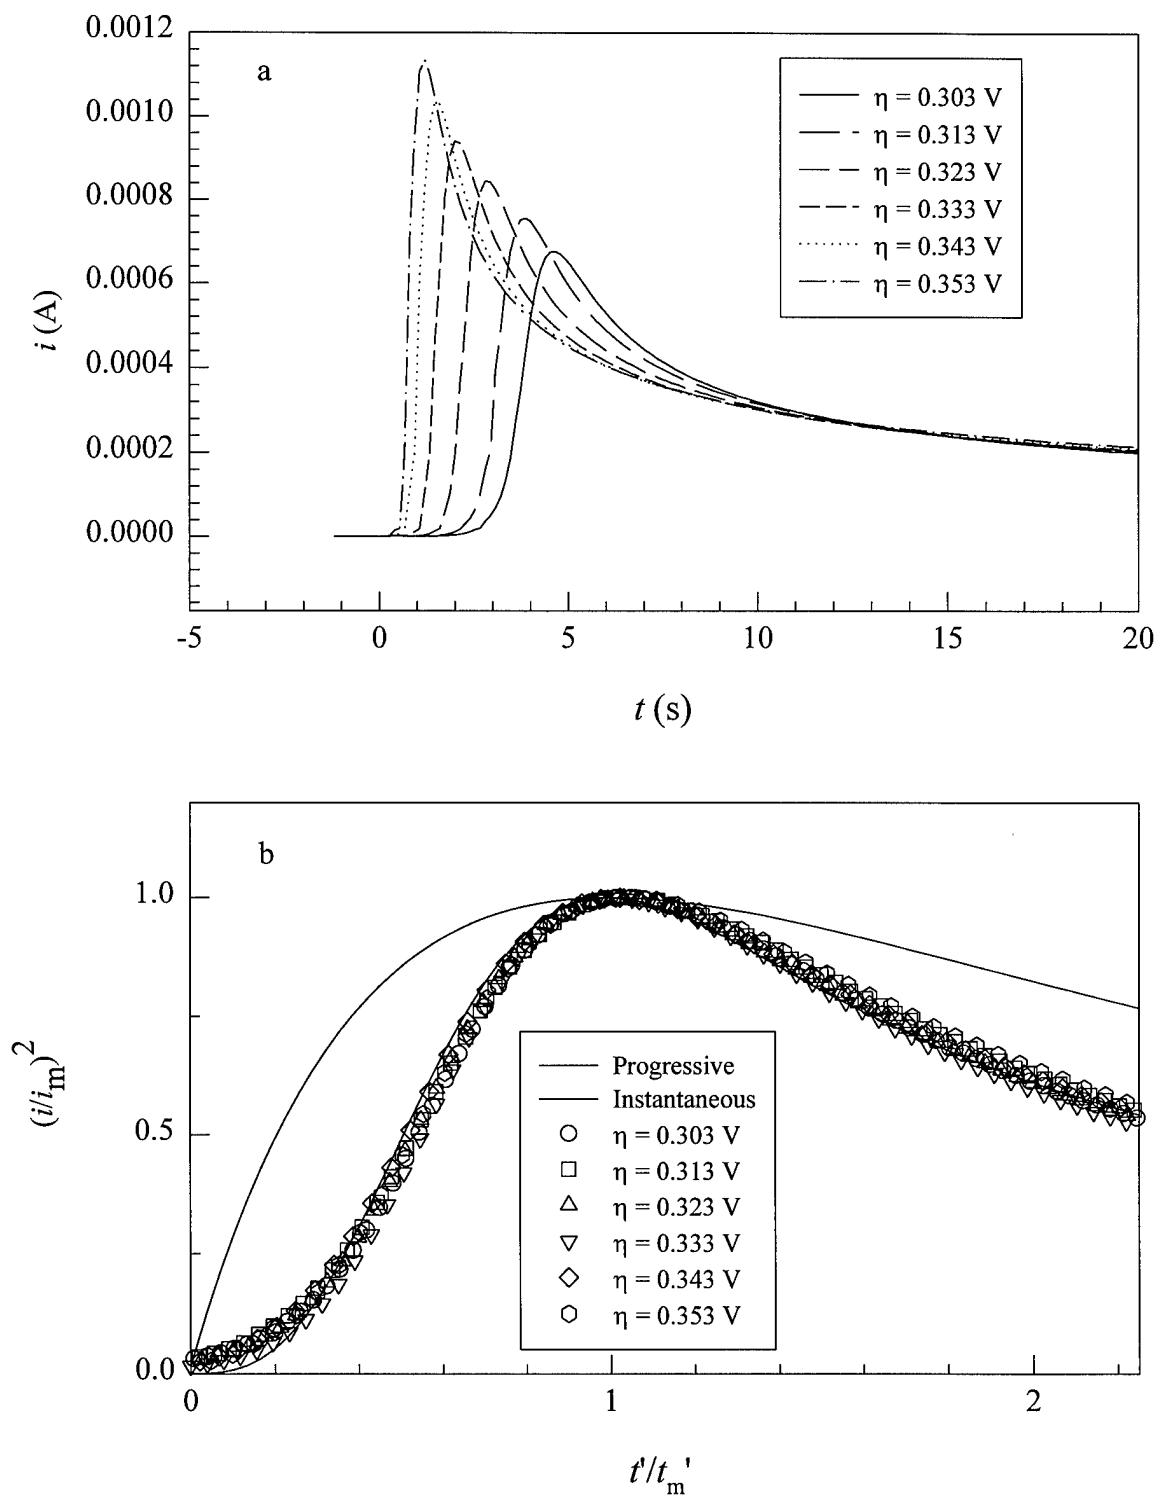 0.0012
a
η = 0.303 V
0.0010
η = 0.313 V
η = 0.323 V
0.0008
η = 0.333 V
η = 0.343 V
0.0006
η = 0.353 V
i (A)
0.0004
0.0002
0.0000
-5 0 5 10 15 20
t (s)
b
1.0
(i/im)2
Progressive
Instantaneous
0.5
η = 0.303 V
η = 0.313 V
η = 0.323 V
η = 0.333 V
η = 0.343 V
η = 0.353 V
0.0
0 1 2
t'/tm'